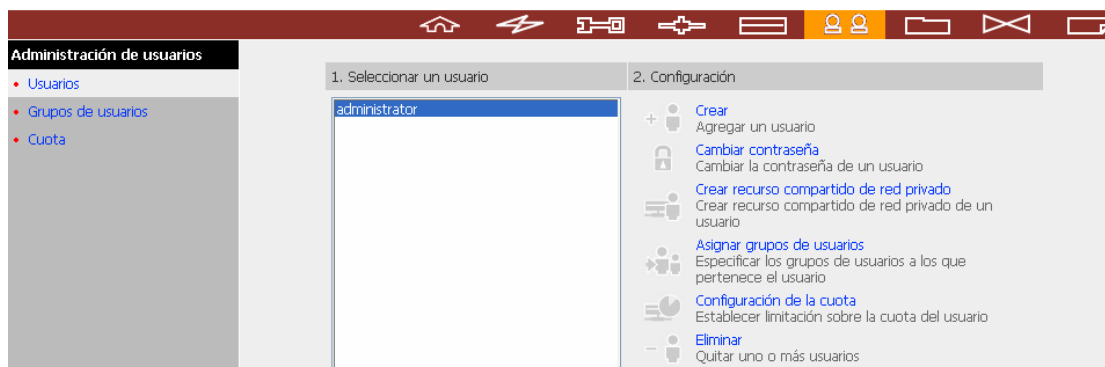 Administración de usuarios
Usuarios
Grupos de usuarios
Cuota
1. Seleccionar un usuario
administrator
2. Configuración
Crear
Agregar un usuario
Cambiar contraseña
Cambiar la contraseña de un usuario
Crear recurso compartido de red privado
Crear recurso compartido de red privado de un
usuario
Asignar grupos de usuarios
Especificar los grupos de usuarios a los que
pertenece el usuario
Configuración de la cuota
Establecer limitación sobre la cuota del usuario
Eliminar
Quitar uno o más usuarios